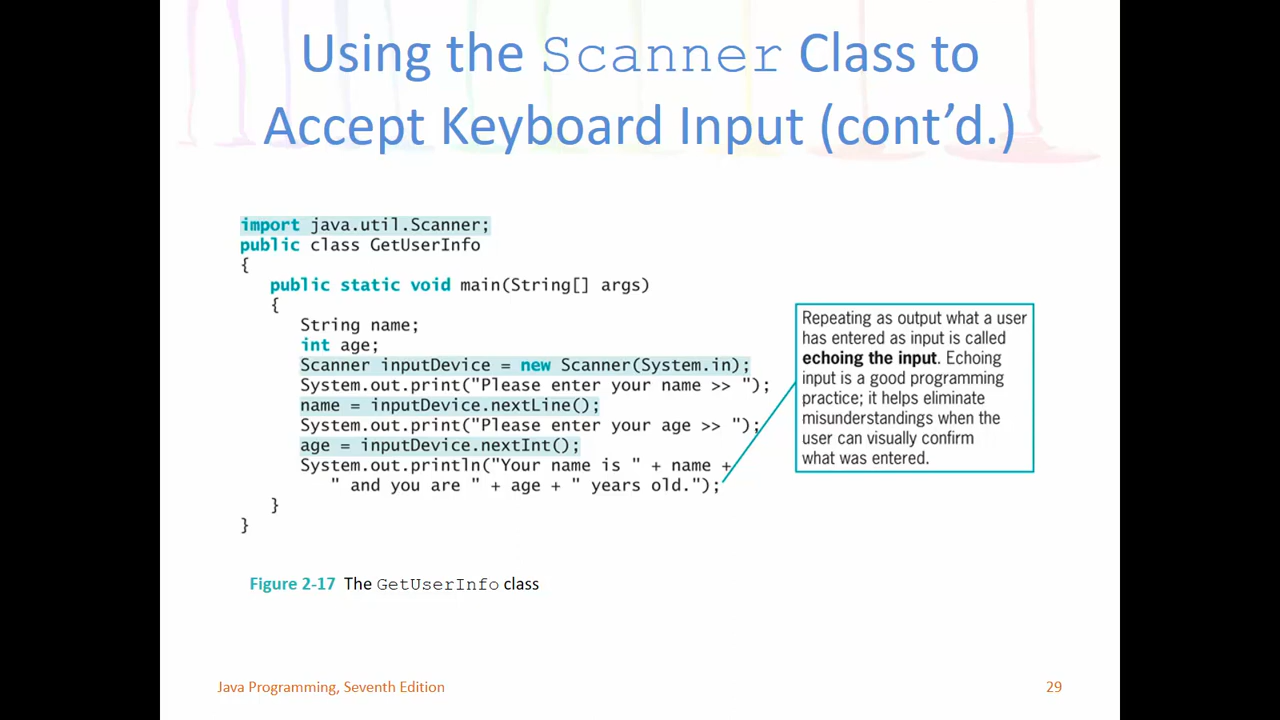 Using the Scanner Class to
Accept Keyboard Input (cont'd.)
import java.util.Scanner;
public class GetUserInfo
{
public static void main(String[] args)
{
String name;
int age;
Scanner inputDevice = new Scanner(System.in);
System.out.print("Please enter your name >> ");
name = inputDevice.nextLine();
System.out.print("Please enter your age >> ");
age = inputDevice.nextInt();
System.out.println("Your name is " + name +
" and you are " + age + " years old.");
}
}
Repeating as output what a user
has entered as input is called
echoing the input. Echoing
input is a good programming
practice; it helps eliminate
misunderstandings when the
user can visually confirm
what was entered.
Figure 2-17 The GetUserInfo class
Java Programming, Seventh Edition
29